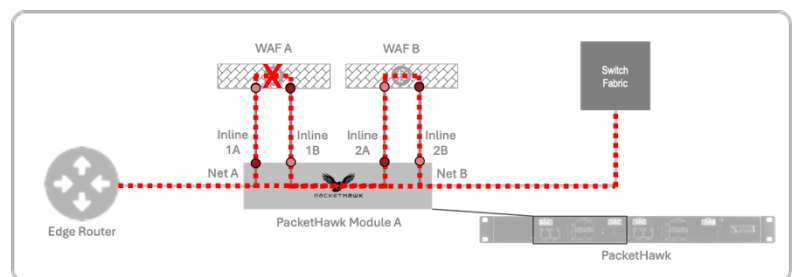 WAF A
WAF B
Switch
Fabric
Inline
1A
Inline
1B
Inline
2A
Inline
2B
Net A
Net B
PACKETHAWK
Edge Router
PacketHawk Module A
PacketHawk